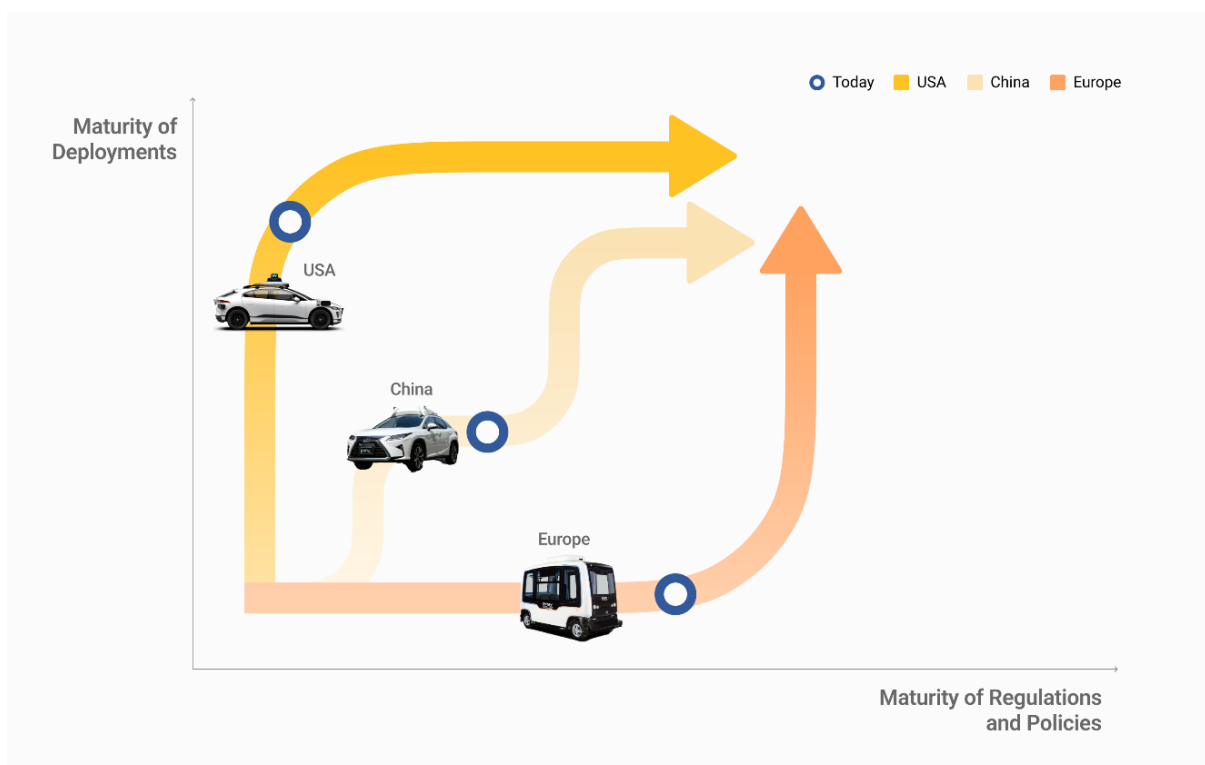 Today USA China Europe
Maturity of
Deployments
USA
China
Europe
Maturity of Regulations
and Policies